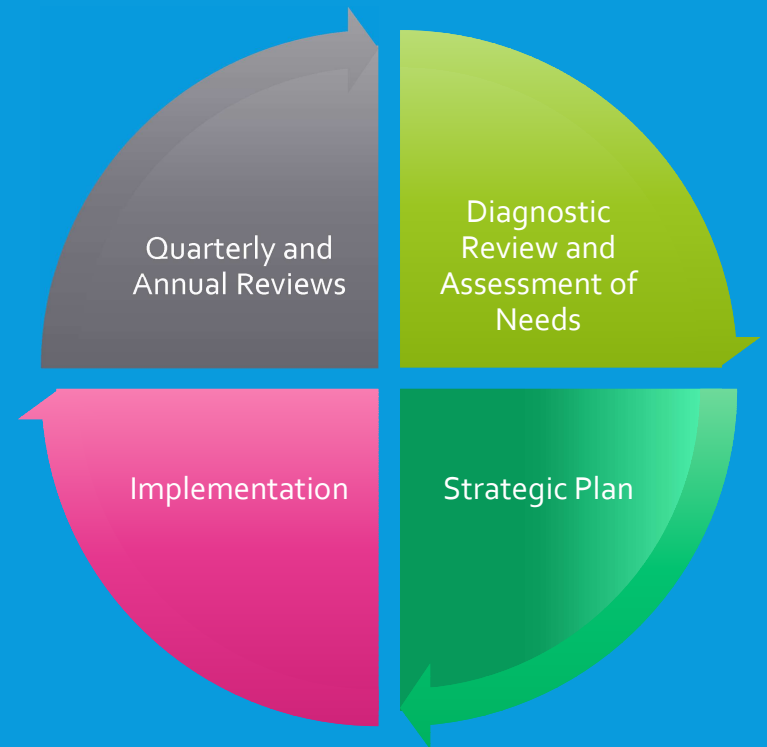 Quarterly and
Annual Reviews
Diagnostic
Review and
Assessment of
Needs
Implementation
Strategic Plan